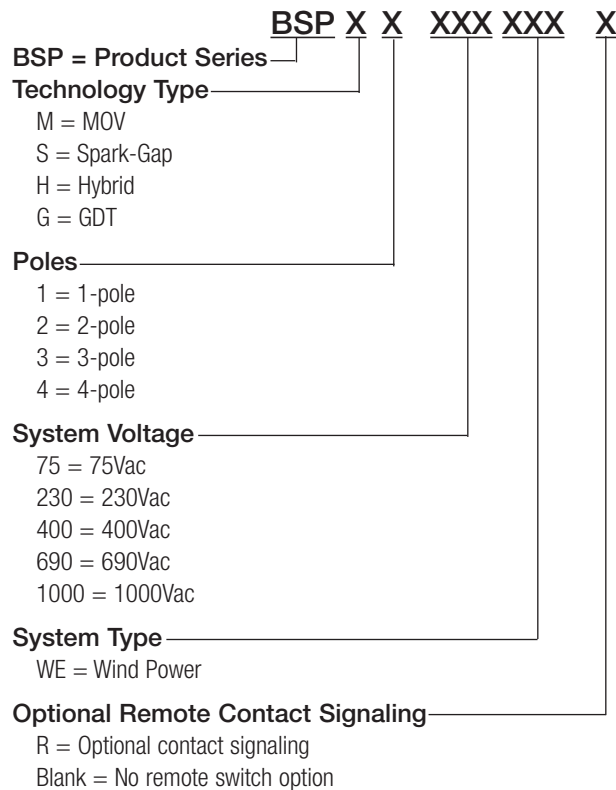 BSP X X XXX XXX X
BSP = Product Series
Technology Type
M = MOV
S = Spark-Gap
H = Hybrid
G = GDT
Poles
1 = 1-pole
2 = 2-pole
3 = 3-pole
4 = 4-pole
System Voltage
75 = 75Vac
230 = 230Vac
400 = 400Vac
690 = 690Vac
1000 = 1000Vac
System Type
WE = Wind Power
Optional Remote Contact Signaling
R = Optional contact signaling
Blank = No remote switch option